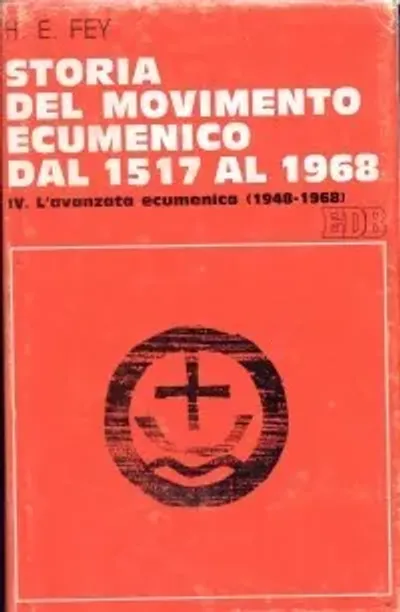 H. E. FEY
STORIA
DEL MOVIMENTO
ECUMENICO
DAL 1517 AL 1968
IV. L'avanzata ecumenica (1948-1968)
EDB